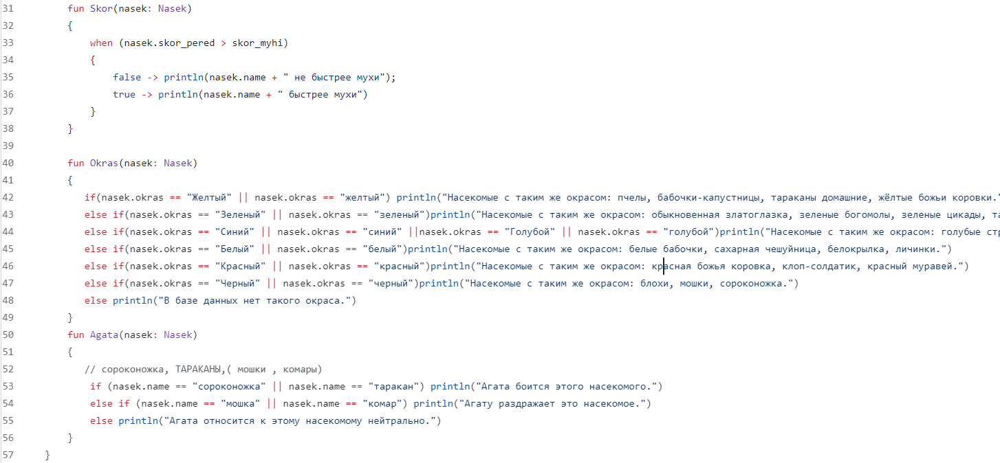 31 fun Skor(nasek: Nasek)
32 {
33 when (nasek.skor_pered > skor_myhi)
34 {
35 false -> println(nasek.name + " не быстрее мухи");
36 true -> println(nasek.name + " быстрее мухи")
37 }
38 }
39
40 fun Okras(nasek: Nasek)
41 {
42 if(nasek.okras == "Желтый" || nasek.okras == "желтый") println("Насекомые с таким же окрасом: пчелы, бабочки-капустницы, тараканы домашние, жёлтые божьи коровки."
43 else if(nasek.okras == "Зеленый" || nasek.okras == "зеленый")println("Насекомые с таким же окрасом: обыкновенная златоглазка, зеленые богомолы, зеленые цикады,
44 else if(nasek.okras == "Синий" || nasek.okras == "синий" ||nasek.okras == "Голубой" || nasek.okras == "голубой")println("Насекомые с таким же окрасом: голубые
45 else if(nasek.okras == "Белый" || nasek.okras == "белый")println("Насекомые с таким же окрасом: белые бабочки, сахарная чешуйница, белокрылка, личинки.")
46 else if(nasek.okras == "Красный" || nasek.okras == "красный")println("Насекомые с таким же окрасом: красная божья коровка, клоп-солдатик, красный муравей.")
47 else if(nasek.okras == "Черный" || nasek.okras == "черный")println("Насекомые с таким же окрасом: блохи, мошки, сороконожка.")
48 else println("В базе данных нет такого окраса.")
49 }
50 fun Agata(nasek: Nasek)
51 {
52 // сороконожка, ТАРАКАНЫ,( мошки , комары)
53 if (nasek.name == "сороконожка" || nasek.name == "таракан") println("Агата боится этого насекомого.")
54 else if (nasek.name == "мошка" || nasek.name == "комар") println("Агату раздражает это насекомое.")
55 else println("Агата относится к этому насекомому нейтрально.")
56 }
57 }